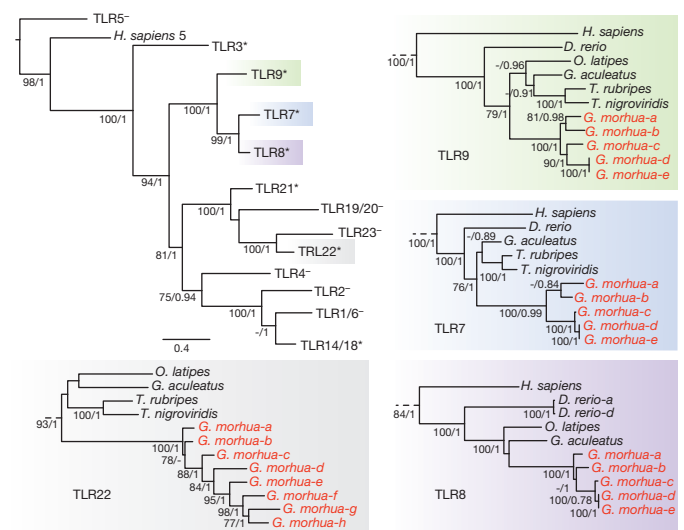 TLR5–
H. sapiens 5
TLR3*
98/1
100/1
TLR9*
100/1
TLR7*
99/1
TLR8*
94/1
TLR21*
100/1
TLR19/20–
TLR23–
100/1
TRL22*
81/1
TLR4–
75/0.94
TLR2–
100/1
TLR1/6–
-/1
TLR14/18*
0.4
H. sapiens
100/1
D. rerio
O. latipes
-/0.96
G. aculeatus
-/0.91
T. rubripes
100/1
T. nigroviridis
79/1
81/0.98
G. morhua-a
G. morhua-b
100/1
G. morhua-c
90/1
G. morhua-d
100/1
G. morhua-e
TLR9
H. sapiens
100/1
D. rerio
-/0.89
G. aculeatus
T. rubripes
100/1
T. nigroviridis
76/1
-/0.84
G. morhua-a
G. morhua-b
100/0.99
G. morhua-c
100/1
G. morhua-d
100/1
G. morhua-e
TLR7
O. latipes
G. aculeatus
T. rubripes
100/1
T. nigroviridis
93/1
G. morhua-a
100/1
G. morhua-b
78/-
G. morhua-c
88/1
G. morhua-d
84/1
G. morhua-e
95/1
G. morhua-f
98/1
G. morhua-g
77/1
G. morhua-h
TLR22
H. sapiens
84/1
D. rerio-a
100/1
D. rerio-d
100/1
O. latipes
100/1
G. aculeatus
G. morhua-a
100/1
G. morhua-b
-/1
G. morhua-c
100/0.78
G. morhua-d
100/1
G. morhua-e
TLR8